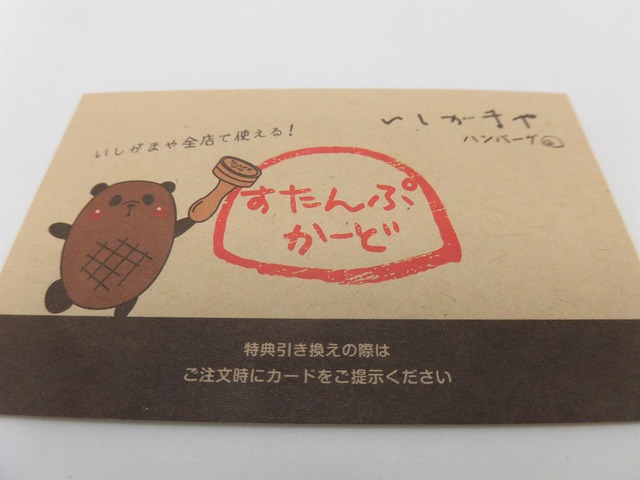 いしがまや全店で使える!
いしがまや
ハンバーグ
すたんぷ
かーど
特典引き換えの際は
ご注文時にカードをご提示ください